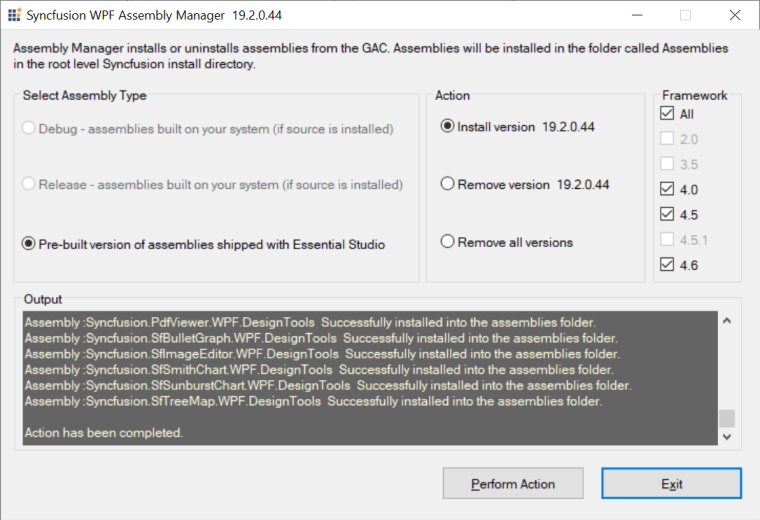 Syncfusion WPF Assembly Manager 19.2.0.44
Assembly Manager installs or uninstalls assemblies from the GAC. Assemblies will be installed in the folder called Assemblies
in the root level Syncfusion install directory.
Select Assembly Type
Debug - assemblies built on your system (if source is installed)
Release - assemblies built on your system (if source is installed)
Pre-built version of assemblies shipped with Essential Studio
Action
Install version 19.2.0.44
Remove version 19.2.0.44
Remove all versions
Framework
All
2.0
3.5
4.0
4.5
4.5.1
4.6
Output
Assembly :Syncfusion.PdfViewer.WPF.DesignTools Successfully installed into the assemblies folder.
Assembly :Syncfusion.SfBulletGraph.WPF.DesignTools Successfully installed into the assemblies folder.
Assembly :Syncfusion.SfImageEditor.WPF.DesignTools Successfully installed into the assemblies folder.
Assembly :Syncfusion.SfSmithChart.WPF.DesignTools Successfully installed into the assemblies folder.
Assembly :Syncfusion.SfSunburstChart.WPF.DesignTools Successfully installed into the assemblies folder.
Assembly :Syncfusion.SfTreeMap.WPF.DesignTools Successfully installed into the assemblies folder.
Action has been completed.
Perform Action
Exit